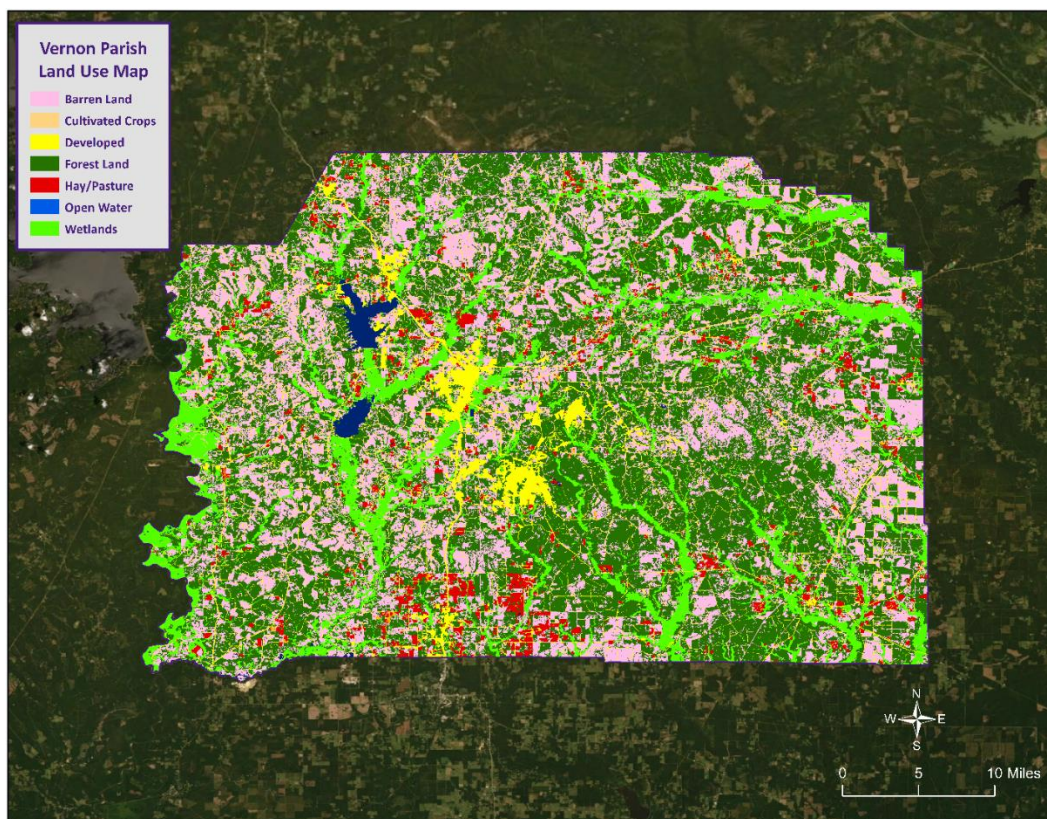 Vernon Parish
Land Use Map
Barren Land
Cultivated Crops
Developed
Forest Land
Hay/Pasture
Open Water
Wetlands
N
W E
S
0 5 10 Miles